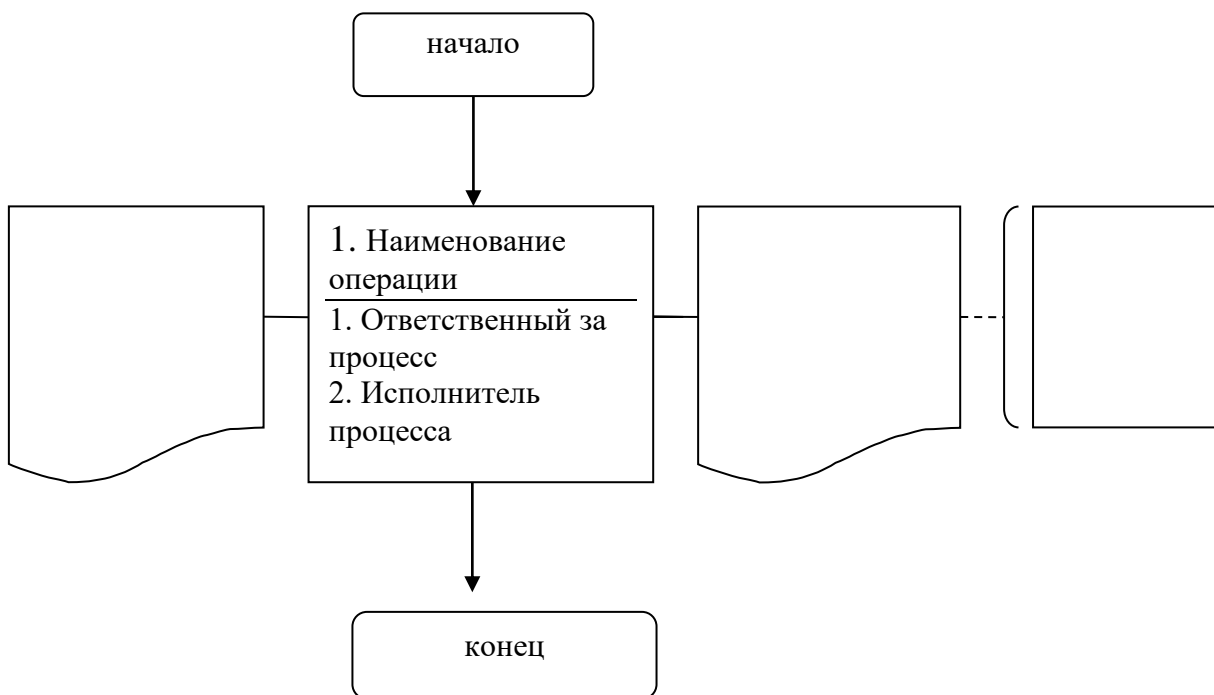 начало
1. Наименование
операции
1. Ответственный за
процесс
2. Исполнитель
процесса
конец